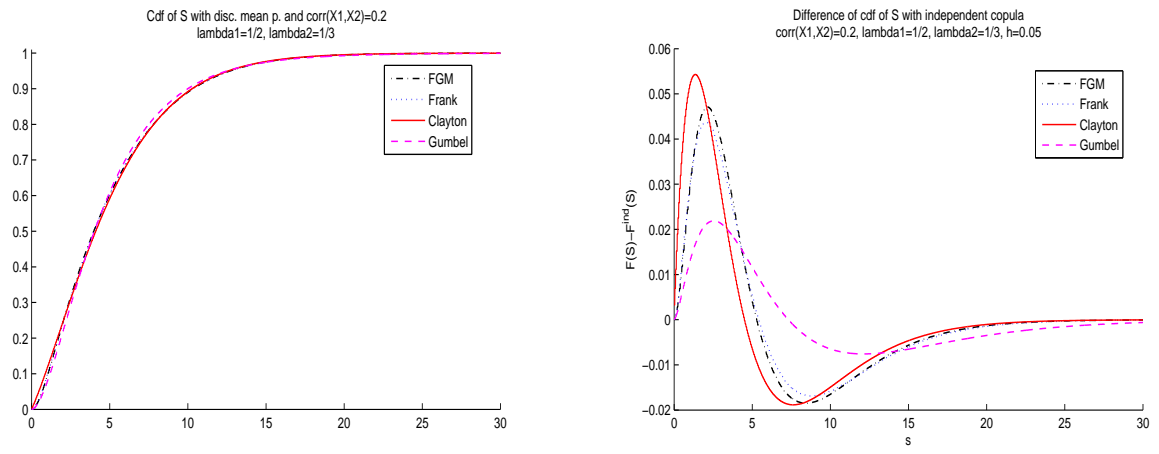 Cdf of S with disc. mean p. and corr(X1,X2)=0.2
lambda1=1/2, lambda2=1/3
1
0.9
0.8
0.7
0.6
0.5
0.4
0.3
0.2
0.1
0
0 5 10 15 20 25 30
FGM
Frank
Clayton
Gumbel
Difference of cdf of S with independent copula
corr(X1,X2)=0.2, lambda1=1/2, lambda2=1/3, h=0.05
0.06
0.05
0.04
0.03
0.02
0.01
0
−0.01
−0.02
F(S)−F^ind(S)
0 5 10 15 20 25 30
s
FGM
Frank
Clayton
Gumbel